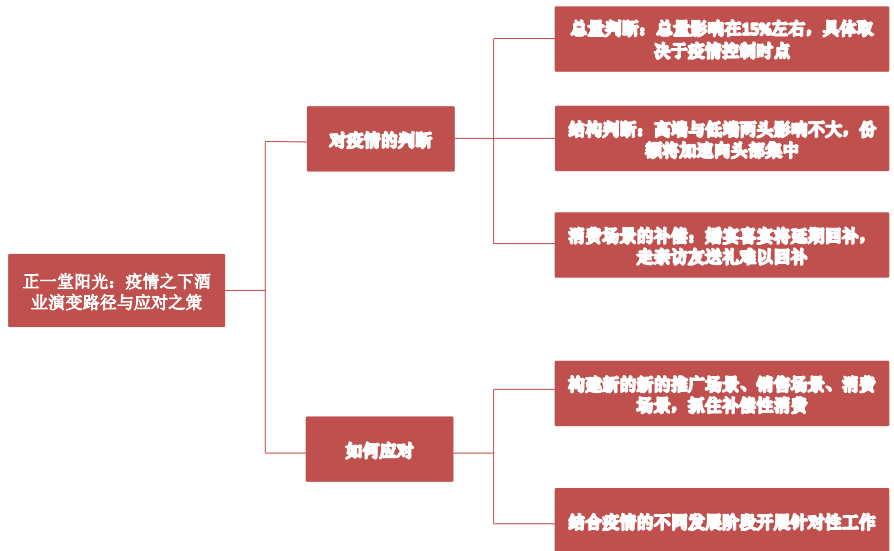 正一堂阳光：疫情之下酒
业演变路径与应对之策
对疫情的判断
总量判断：总量影响在15%左右，具体取
决于疫情控制时点
结构判断：高端与低端两头影响不大，份
额将加速向头部集中
消费场景的补偿：婚宴喜宴将延期回补，
走亲访友送礼难以回补
如何应对
构建新的新的推广场景、销售场景、消费
场景，抓住补偿性消费
结合疫情的不同发展阶段开展针对性工作